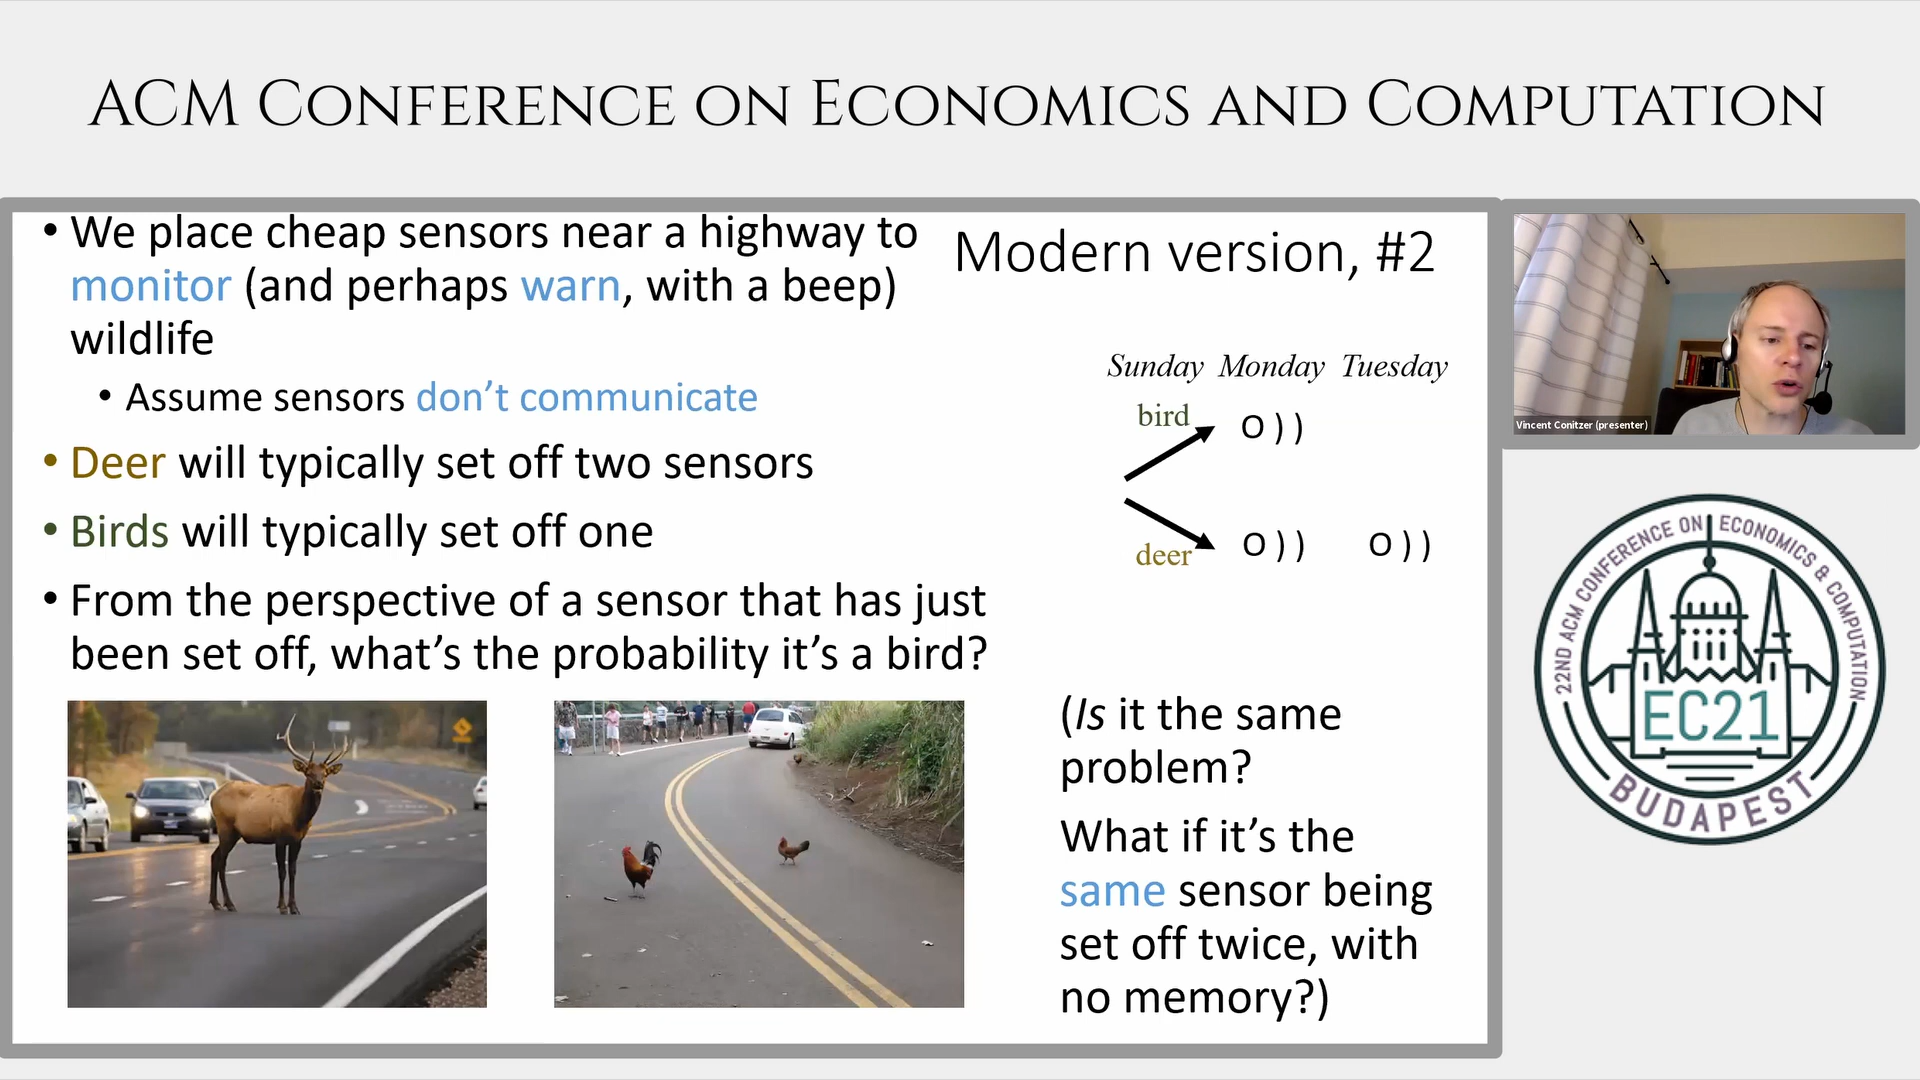 ACM Conference on Economics and Computation
• We place cheap sensors near a highway to
monitor (and perhaps warn, with a beep)
wildlife
• Assume sensors don't communicate
• Deer will typically set off two sensors
• Birds will typically set off one
• From the perspective of a sensor that has just
been set off, what's the probability it's a bird?
Modern version, #2
Sunday Monday Tuesday
bird
O ) )
deer
O ) ) O ) )
(Is it the same
problem?
What if it's the
same sensor being
set off twice, with
no memory?)
Vincent Conitzer (presenter)
22ND ACM CONFERENCE ON ECONOMICS & COMPUTATION
EC21
BUDAPEST